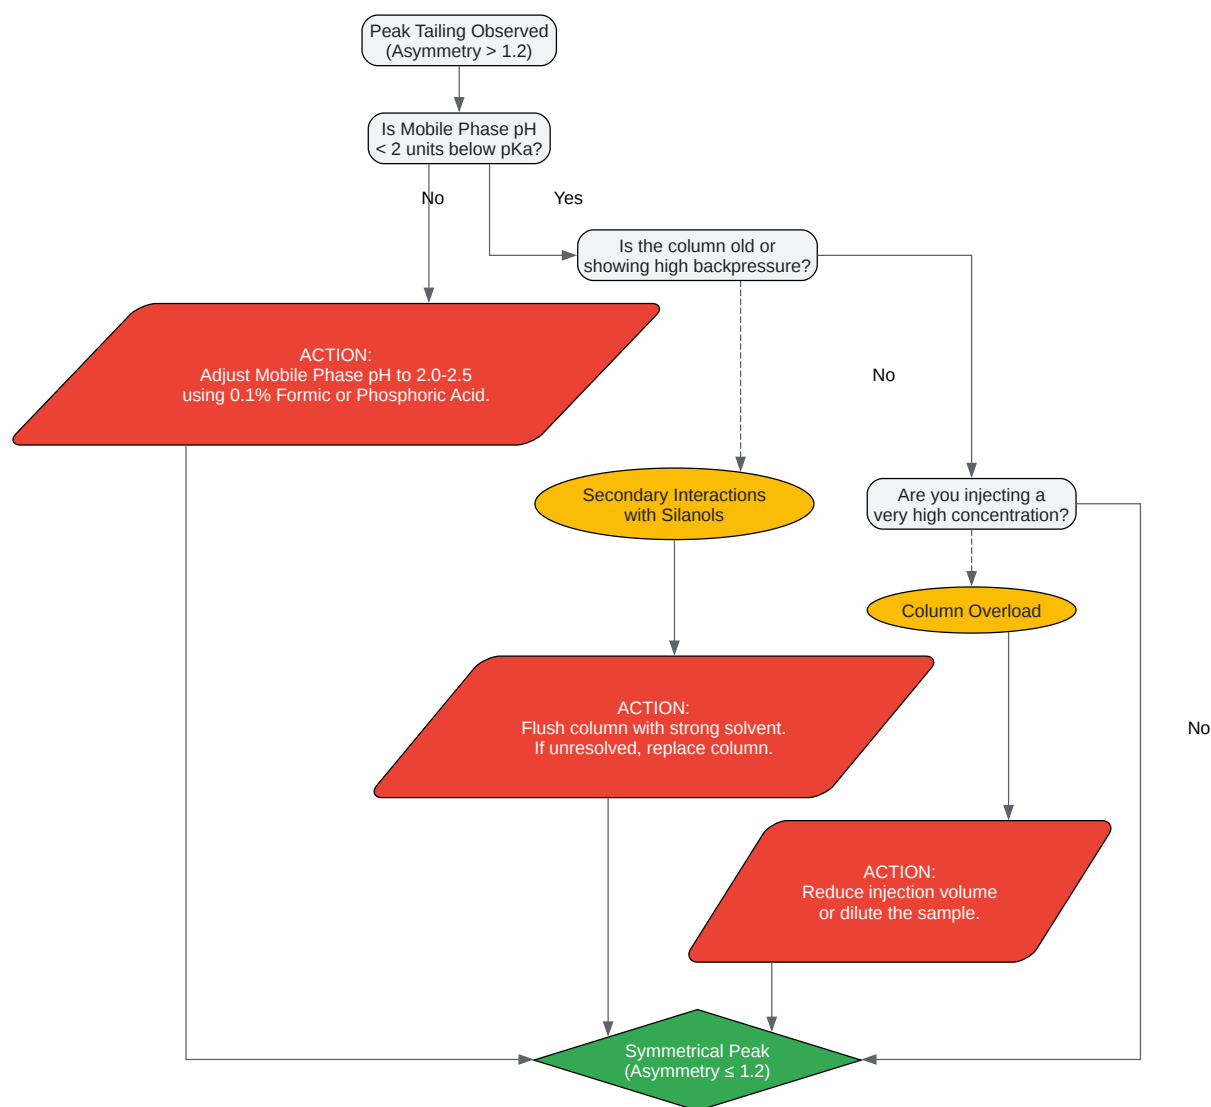 Peak Tailing Observed
(Asymmetry > 1.2)
Is Mobile Phase pH
< 2 units below pKa?
No
Yes
Is the column old or
showing high backpressure?
ACTION:
Adjust Mobile Phase pH to 2.0-2.5
using 0.1% Formic or Phosphoric Acid.
No
Secondary Interactions
with Silanols
Are you injecting a
very high concentration?
Column Overload
ACTION:
Flush column with strong solvent.
If unresolved, replace column.
No
ACTION:
Reduce injection volume
or dilute the sample.
Symmetrical Peak
(Asymmetry ≤ 1.2)